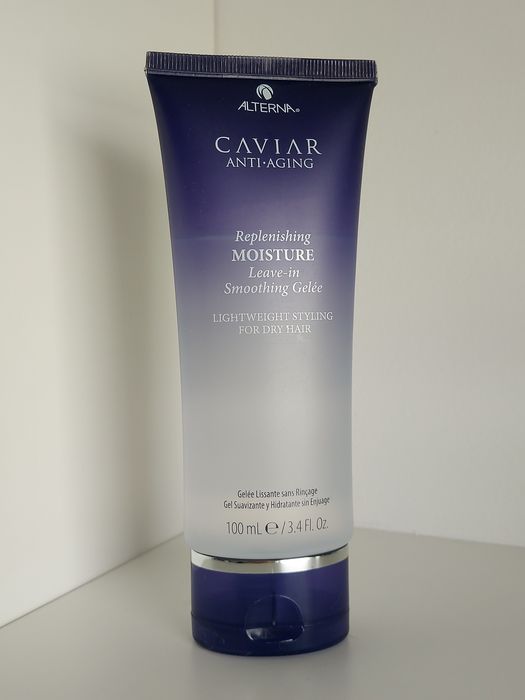 ALTERNA®
CAVIAR
ANTI·AGING
Replenishing
MOISTURE
Leave-in
Smoothing Gelée
LIGHTWEIGHT STYLING
FOR DRY HAIR
Gelée Lissante sans Rinçage
Gel Suavizante y Hidratante sin Enjuage
100 mL ℮ / 3.4 Fl. Oz.